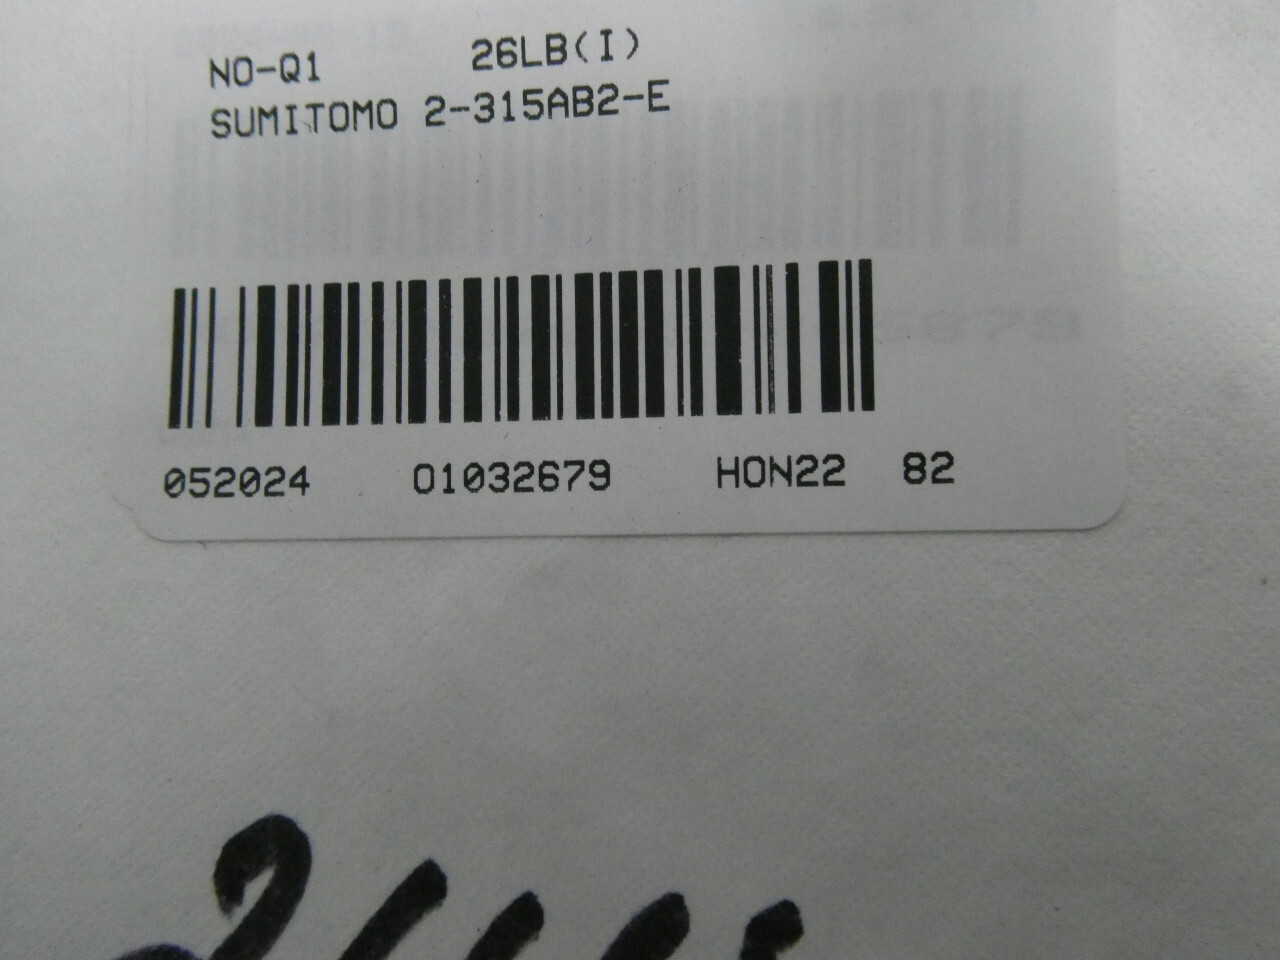 NO-Q1 26LB(I)
SUMITOMO 2-315AB2-E
052024 01032679 HON22 82